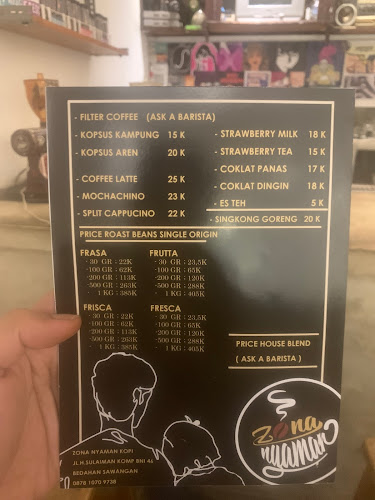 - FILTER COFFEE (ASK A BARISTA)
- KOPSUS KAMPUNG 15 K
- KOPSUS AREN 20 K
- COFFEE LATTE 25 K
- MOCHACHINO 23 K
- SPLIT CAPPUCINO 22 K
- STRAWBERRY MILK 18 K
- STRAWBERRY TEA 15 K
- COKLAT PANAS 17 K
- COKLAT DINGIN 18 K
- ES TEH 5 K
- SINGKONG GORENG 20 K
PRICE ROAST BEANS SINGLE ORIGIN
FRASA
- 30 GR ; 22K
-100 GR ; 62K
-200 GR ; 113K
-500 GR ; 263K
- 1 KG ; 385K
FRUTTA
- 30 GR ; 23,5K
-100 GR ; 65K
-200 GR ; 120K
-500 GR ; 288K
- 1 KG ; 405K
FRISCA
- 30 GR ; 22K
-100 GR ; 62K
-200 GR ; 113K
-500 GR ; 263K
- 1 KG ; 385K
FRESCA
- 30 GR ; 23,5K
-100 GR ; 65K
-200 GR ; 120K
-500 GR ; 288K
- 1 KG ; 405K
PRICE HOUSE BLEND
( ASK A BARISTA )
ZONA NYAMAN KOPI
JL.H.SULAIMAN KOMP BNI 46
BEDAHAN SAWANGAN
0878 1070 9738
zona
nyaman